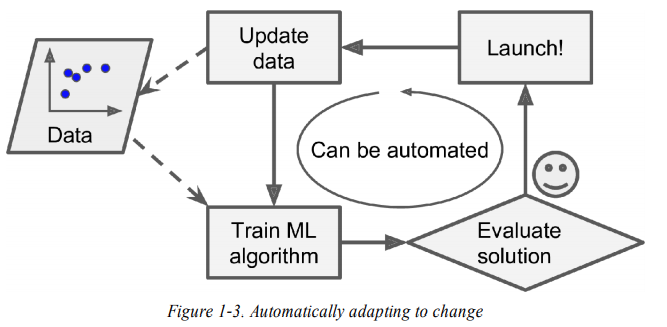 Update
data
Launch!
Data
Can be automated
Train ML
algorithm
Evaluate
solution
Figure 1-3. Automatically adapting to change